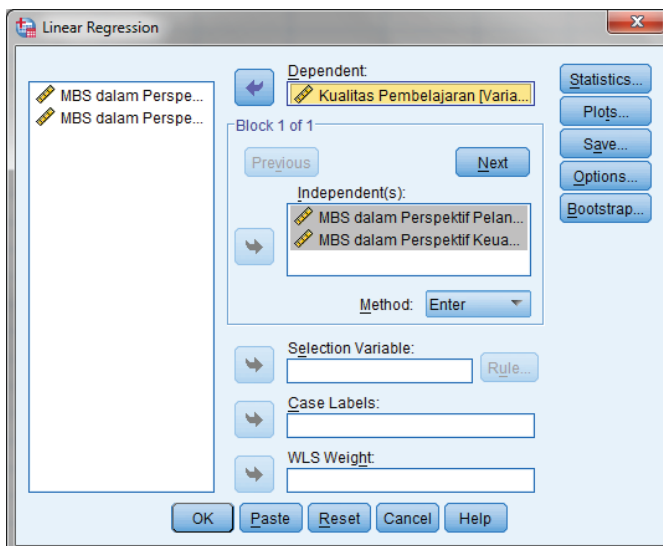 Linear Regression
MBS dalam Perspe...
MBS dalam Perspe...
Dependent:
Kualitas Pembelajaran [Varia...
Block 1 of 1
Previous
Next
Independent(s):
MBS dalam Perspektif Pelan...
MBS dalam Perspektif Keua...
Method:
Enter
Selection Variable:
Rule...
Case Labels:
WLS Weight:
Statistics...
Plots...
Save...
Options...
Bootstrap...
OK
Paste
Reset
Cancel
Help